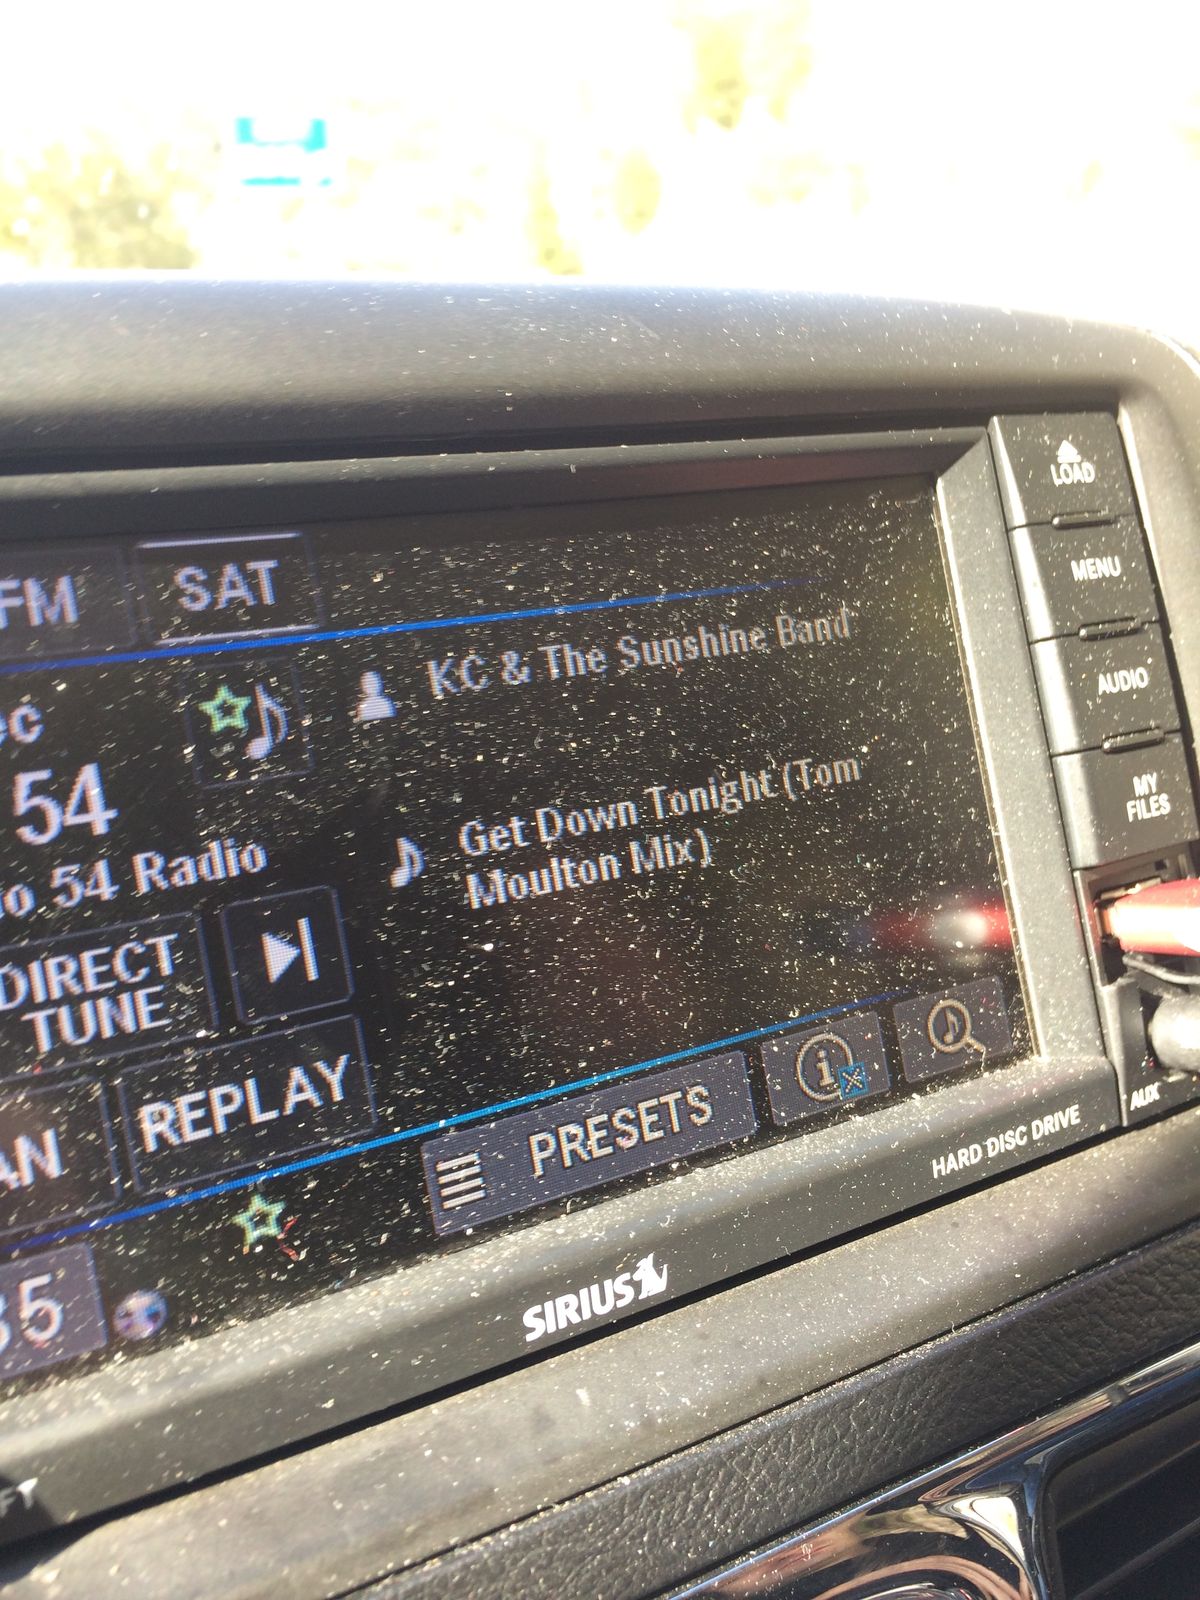 FM
SAT
KC & The Sunshine Band
54
54 Radio
Get Down Tonight (Tom
Moulton Mix)
DIRECT
TUNE
REPLAY
PRESETS
i
SIRIUS
HARD DISC DRIVE
LOAD
MENU
AUDIO
MY
FILES
AUX